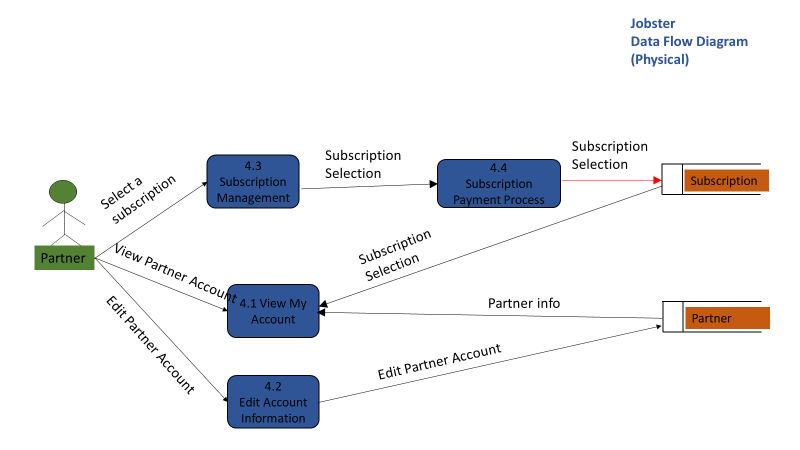 Jobster
Data Flow Diagram
(Physical)
Select a
subscription
4.3
Subscription
Management
Subscription
Selection
4.4
Subscription
Payment Process
Subscription
Selection
Subscription
Partner
View Partner Account
4.1 View My
Account
Subscription
Selection
Partner info
Partner
Edit Partner Account
4.2
Edit Account
Information
Edit Partner Account